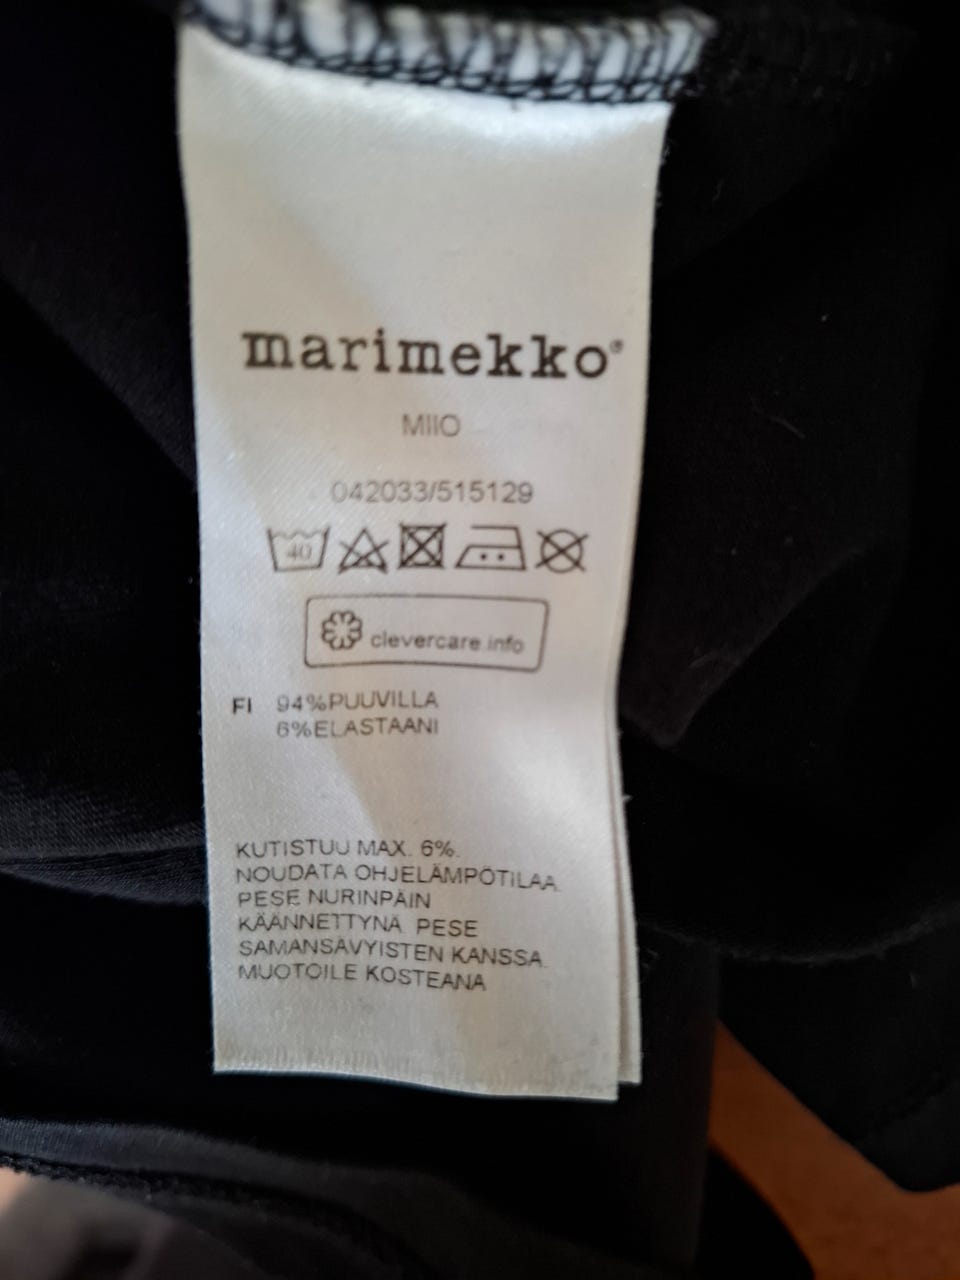 marimekko®
MIIO
042033/515129
40
clevercare.info
FI 94%PUUVILLA
6%ELASTAANI
KUTISTUU MAX. 6%.
NOUDATA OHJELÄMPÖTILAA.
PESE NURINPÄIN
KÄÄNNETTYNÄ. PESE
SAMANSÄVYISTEN KANSSA.
MUOTOILE KOSTEANA